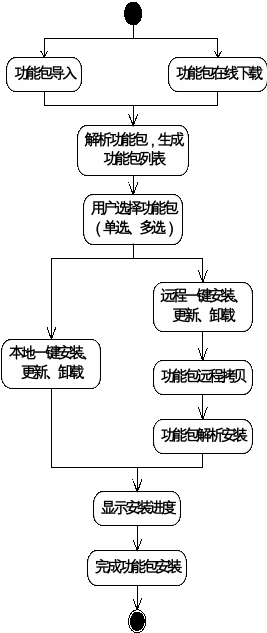 功能包导入
功能包在线下载
解析功能包，生成
功能包列表
用户选择功能包
（单选、多选）
远程一键安装、
更新、卸载
本地一键安装、
更新、卸载
功能包远程拷贝
功能包解析安装
显示安装进度
完成功能包安装